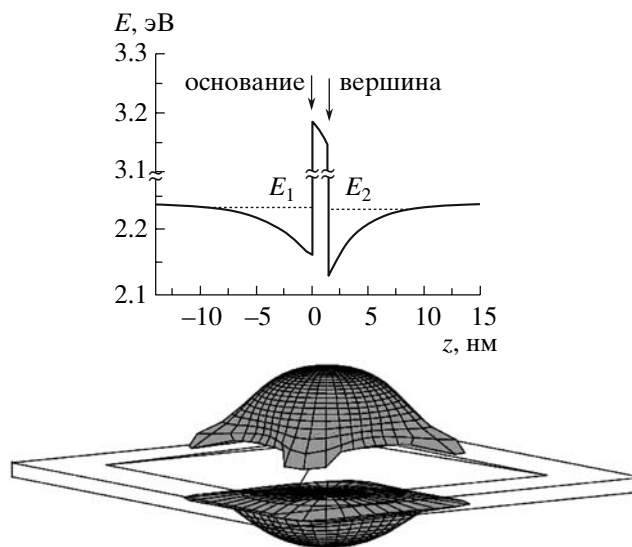 E, эВ
3.3
основание вершина
3.2
3.1
E₁ E₂
2.2
2.1
–10 –5 0 5 10 15
z, нм